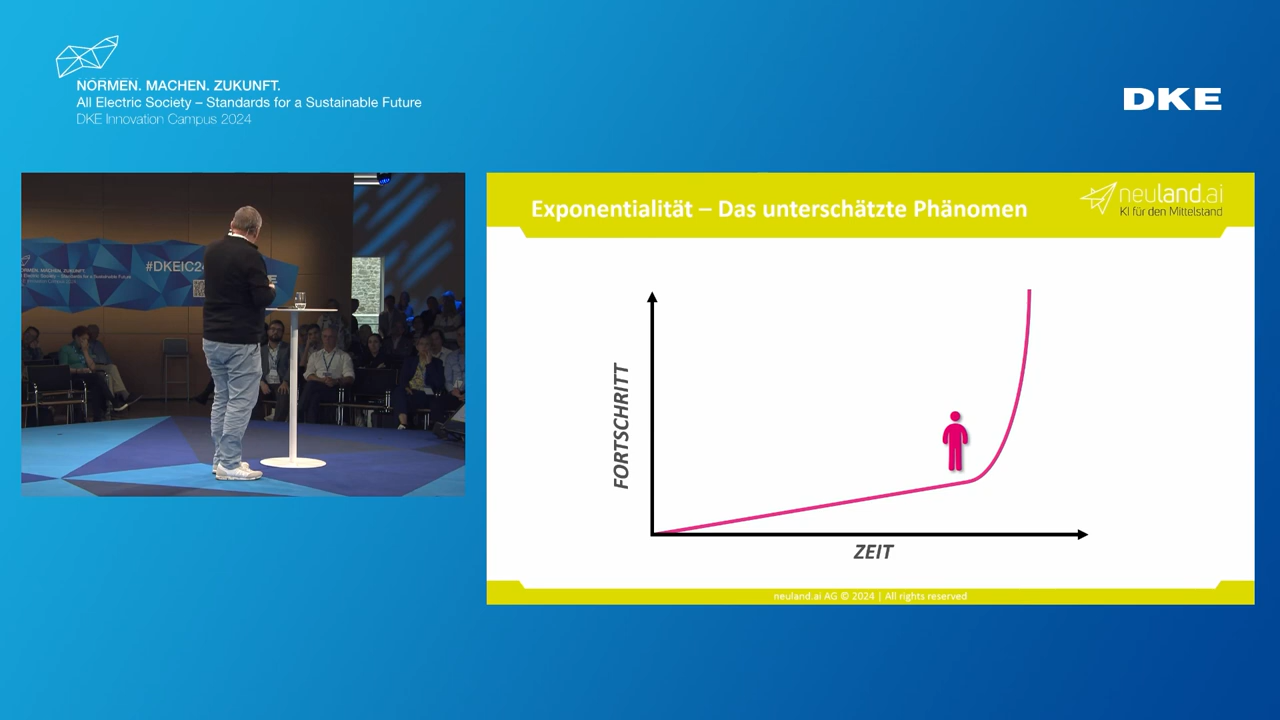 NORMEN. MACHEN. ZUKUNFT.
All Electric Society – Standards for a Sustainable Future
DKE Innovation Campus 2024
DKE
#DKEIC24
Exponentialität – Das unterschätzte Phänomen
neuland.ai
KI für den Mittelstand
FORTSCHRITT
ZEIT
neuland.ai AG © 2024 | All rights reserved